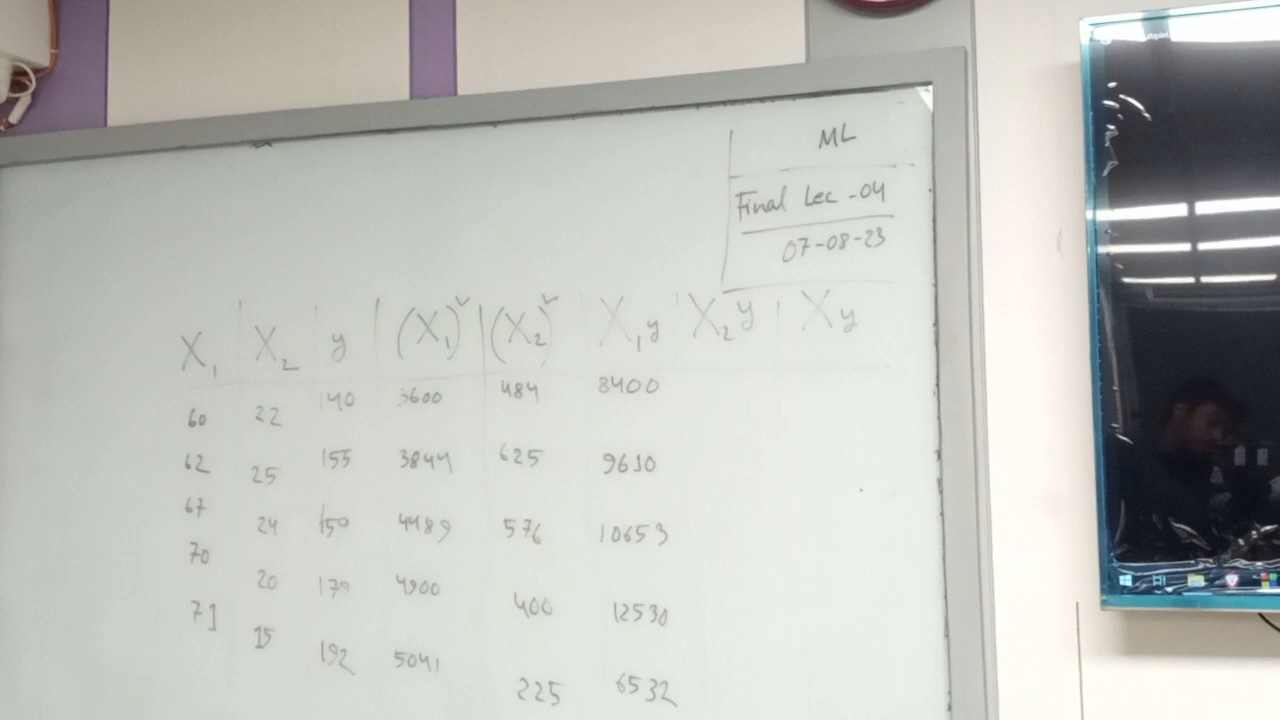 ML
Final Lec - 04
07-08-23
X₁ X₂ y (X₁)² (X₂)² X₁y X₂y Xy
60 22 140 3600 484 8400
62 25 155 3844 625 9610
67 24 159 4489 576 10653
70 20 179 4900 400 12530
71 15 192 5041 225 6532